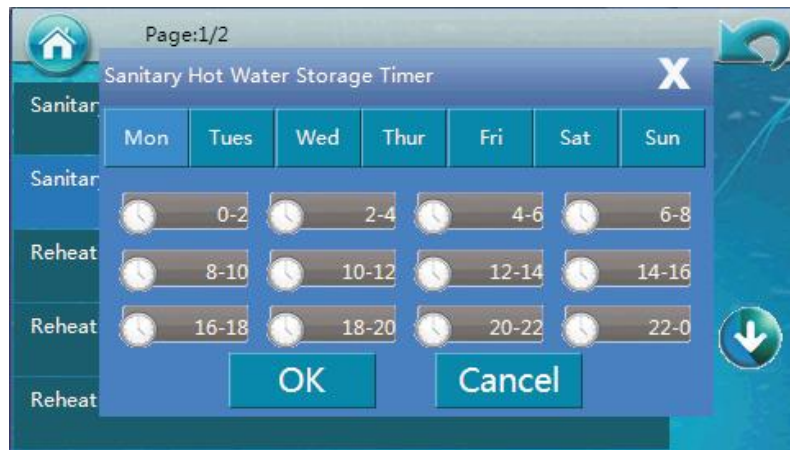 Page:1/2
Sanitary Hot Water Storage Timer X
Sanitar
Mon Tues Wed Thur Fri Sat Sun
Sanitar
0-2 2-4 4-6 6-8
Reheat
8-10 10-12 12-14 14-16
Reheat
16-18 18-20 20-22 22-0
OK Cancel
Reheat